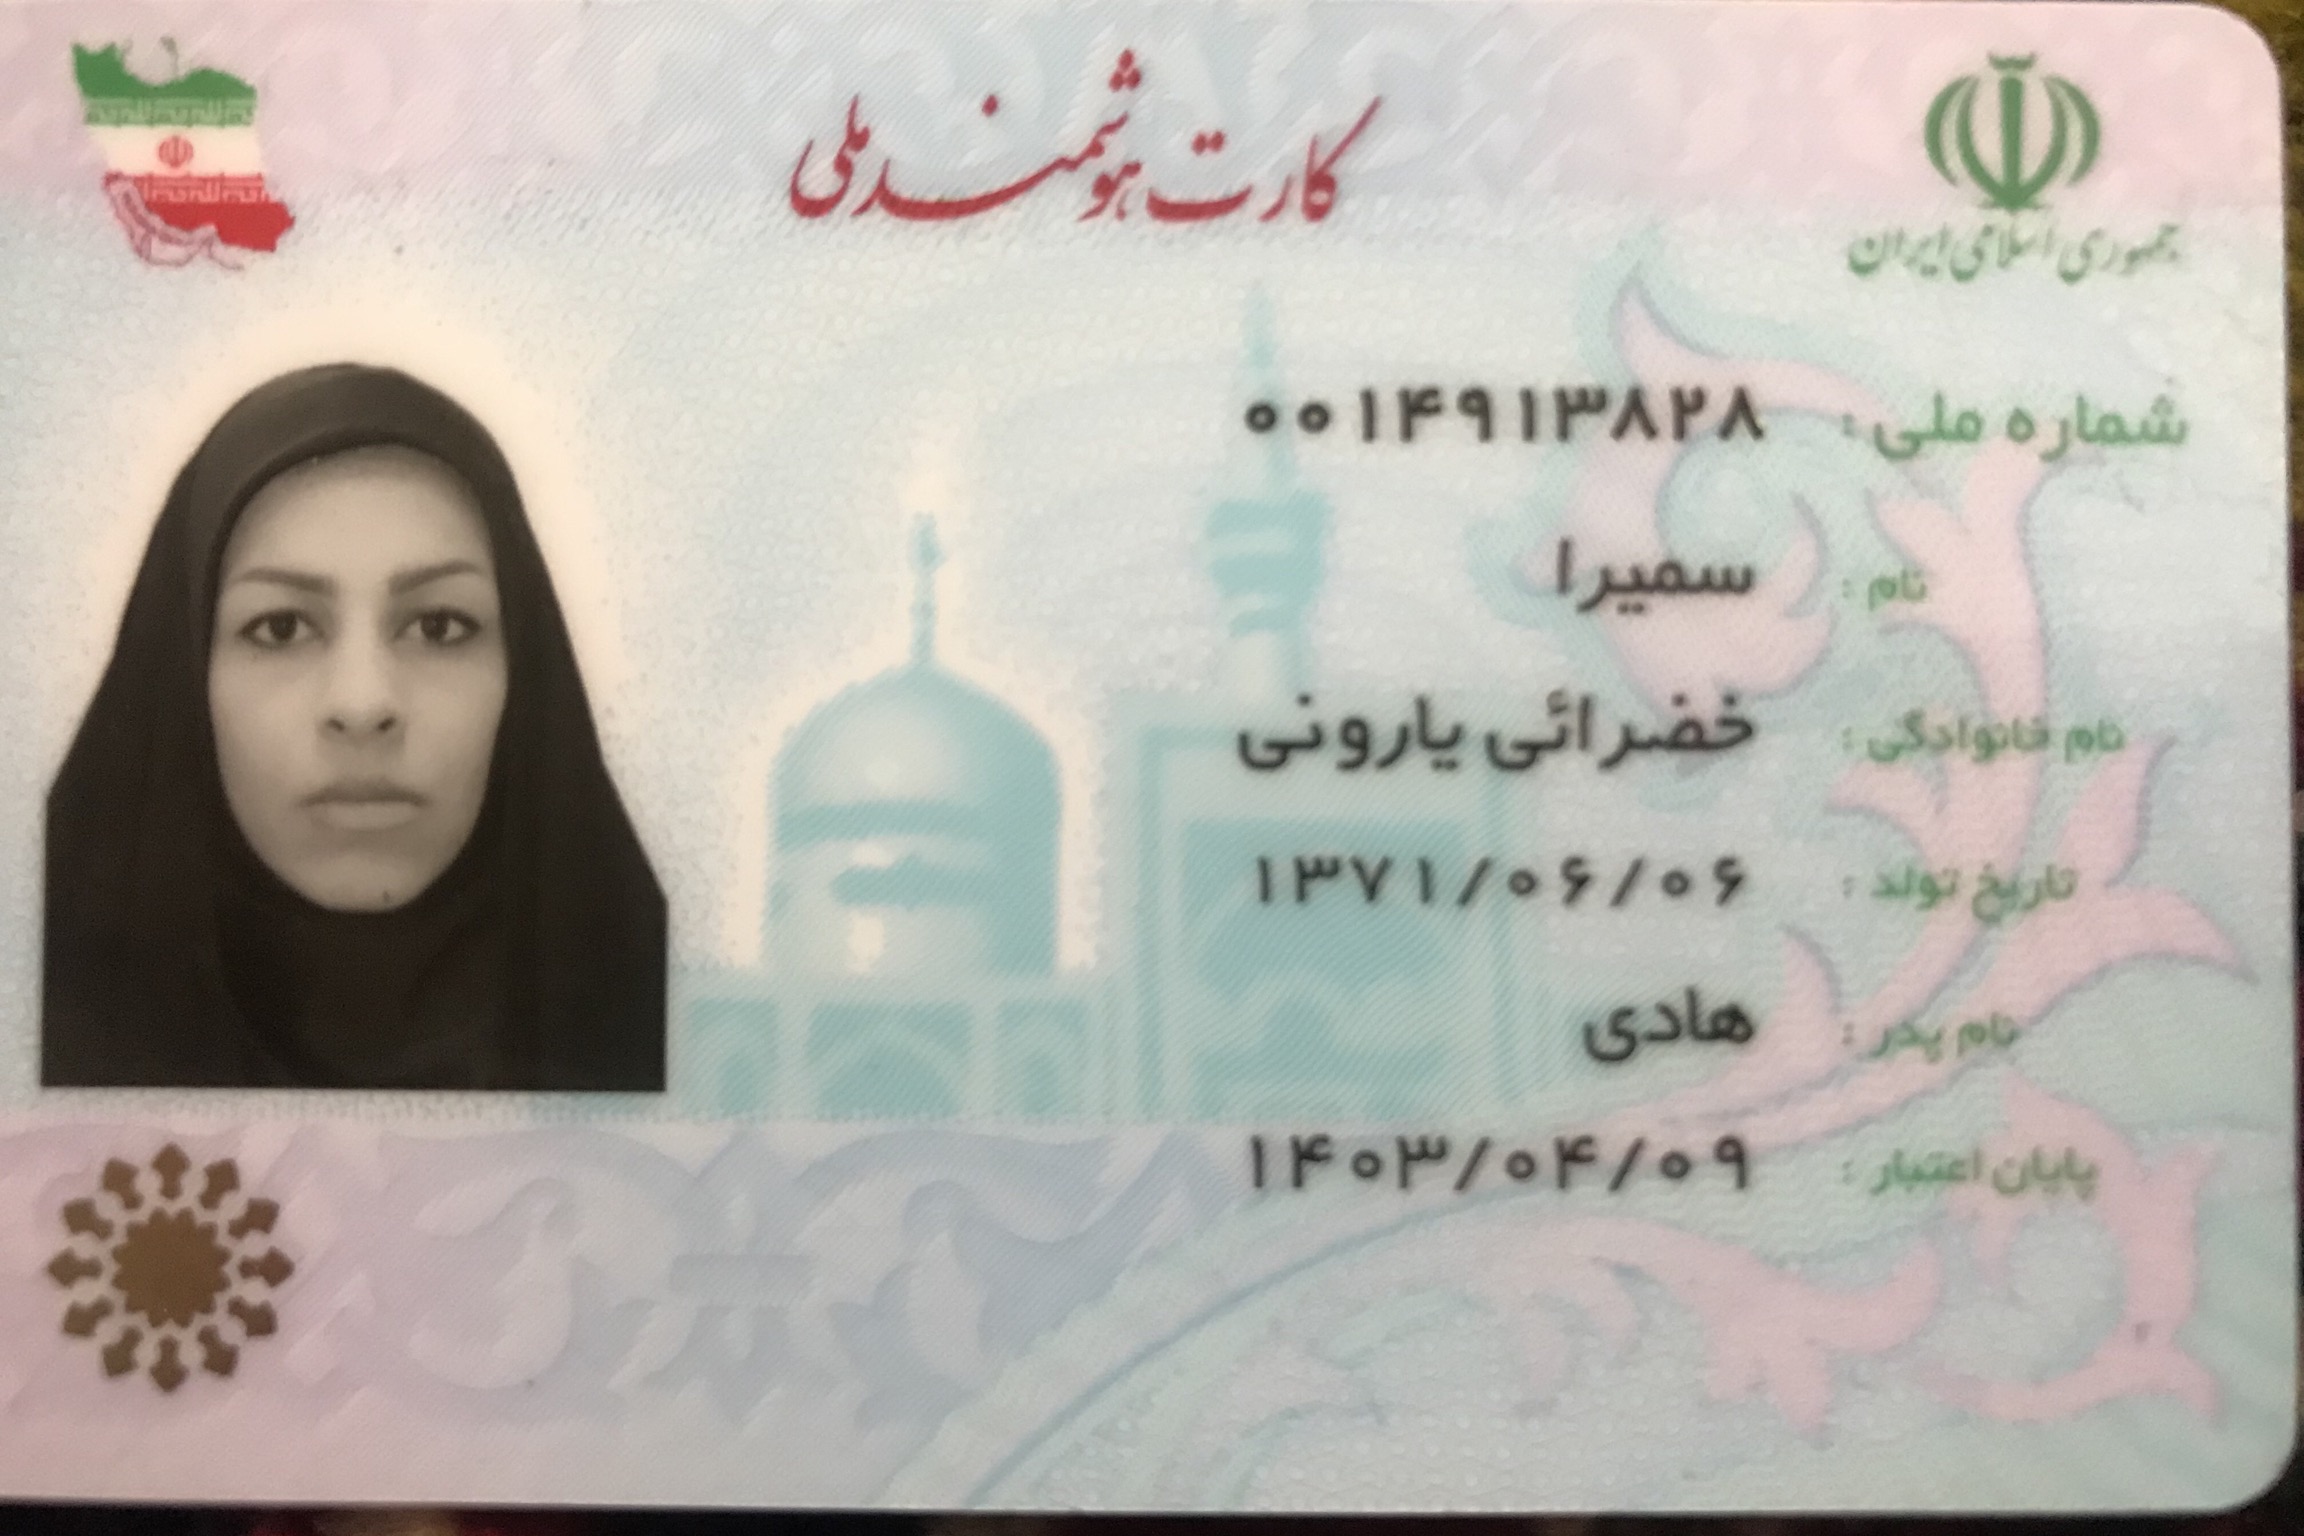 کارت هوشمند ملی
جمهوری اسلامی ایران
شماره ملی : ۰۰۱۴۹۱۳۸۲۸
نام : سمیرا
نام خانوادگی : خضرائی یارونی
تاریخ تولد : ۱۳۷۱/۰۶/۰۶
نام پدر : هادی
پایان اعتبار : ۱۴۰۳/۰۴/۰۹